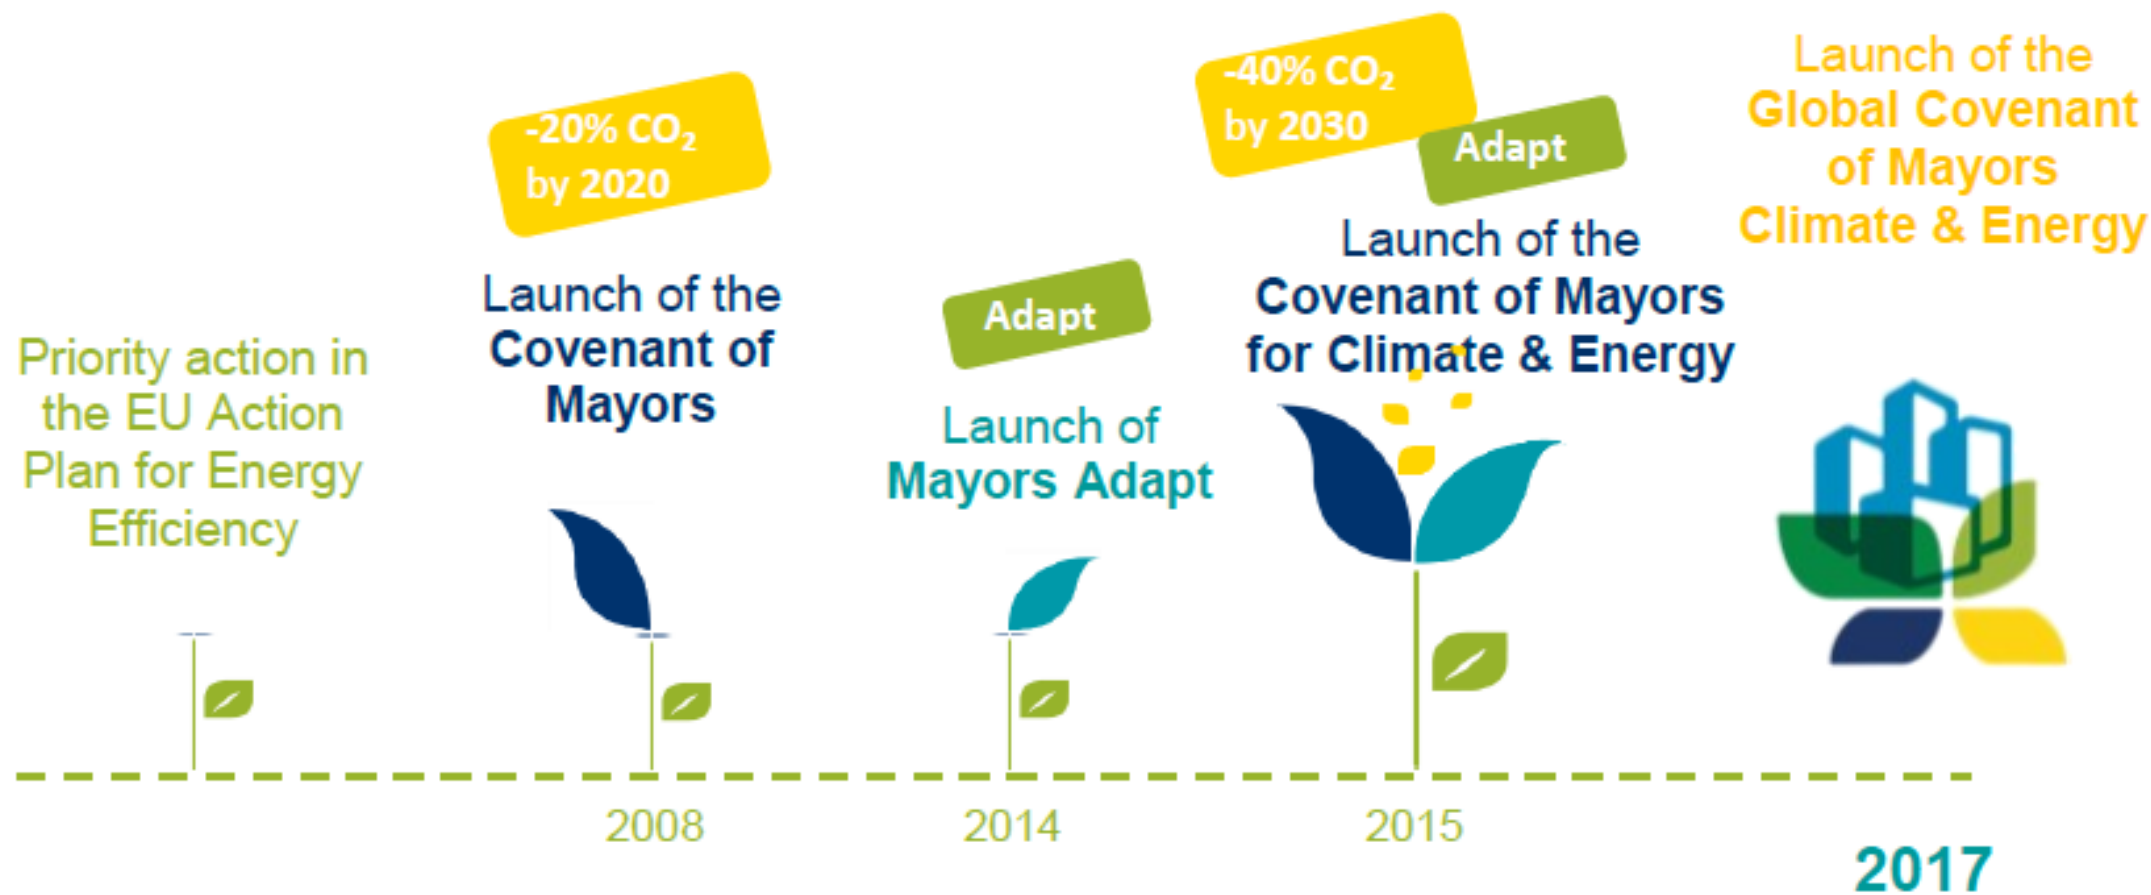 Priority action in
the EU Action
Plan for Energy
Efficiency
-20% CO₂
by 2020
Launch of the
Covenant of
Mayors
2008
Adapt
Launch of
Mayors Adapt
2014
-40% CO₂
by 2030
Adapt
Launch of the
Covenant of Mayors
for Climate & Energy
2015
Launch of the
Global Covenant
of Mayors
Climate & Energy
2017